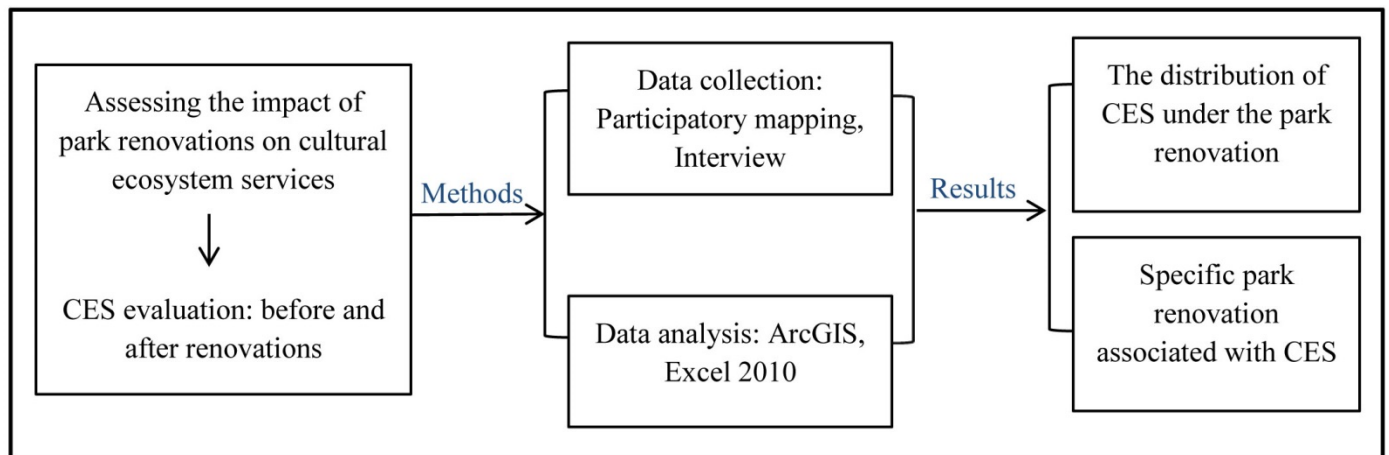 Assessing the impact of
park renovations on cultural
ecosystem services
CES evaluation: before and
after renovations
Methods
Data collection:
Participatory mapping,
Interview
Data analysis: ArcGIS,
Excel 2010
Results
The distribution of
CES under the park
renovation
Specific park
renovation
associated with CES